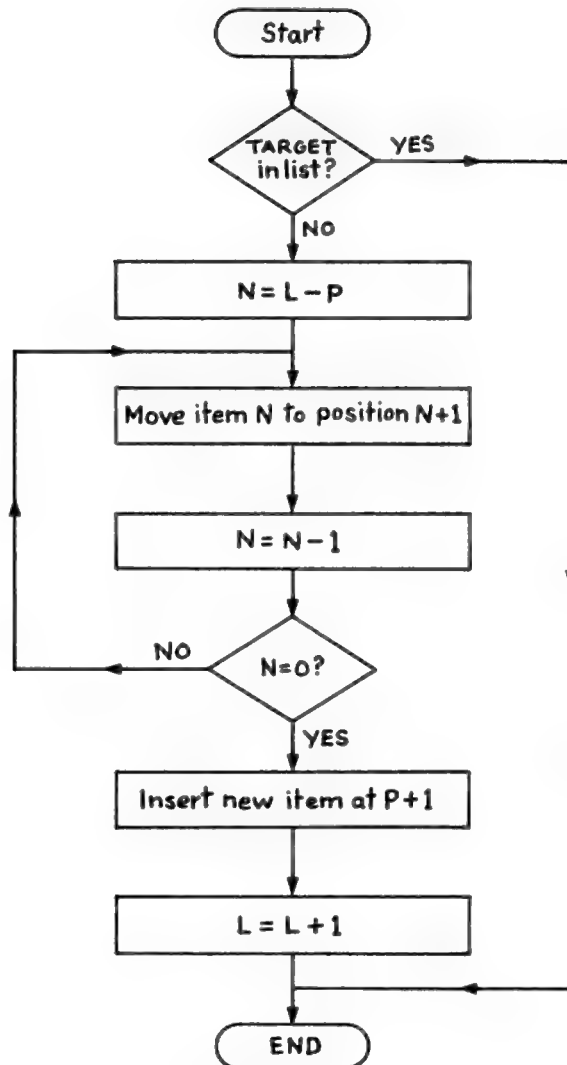 Start
TARGET
in list?
YES
NO
N = L – P
Move item N to position N+1
N = N – 1
NO
N=0?
YES
Insert new item at P+1
L = L + 1
END